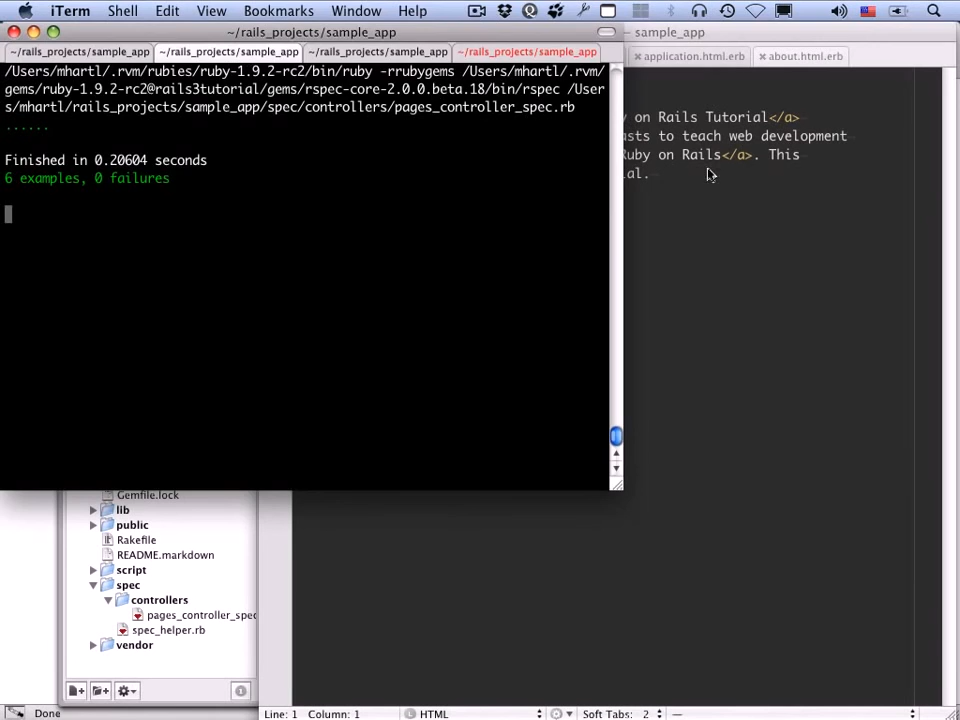 iTerm Shell Edit View Bookmarks Window Help
~/rails_projects/sample_app
— sample_app
~/rails_projects/sample_app ~/rails_projects/sample_app ~/rails_projects/sample_app ~/rails_projects/sample_app
application.html.erb about.html.erb
/Users/mhartl/.rvm/rubies/ruby-1.9.2-rc2/bin/ruby -rrubygems /Users/mhartl/.rvm/
gems/ruby-1.9.2-rc2@rails3tutorial/gems/rspec-core-2.0.0.beta.18/bin/rspec /User
s/mhartl/rails_projects/sample_app/spec/controllers/pages_controller_spec.rb
......
Finished in 0.20604 seconds
6 examples, 0 failures
y on Rails Tutorial</a>
asts to teach web development
Ruby on Rails</a>. This
ial.
Gemfile.lock
lib
public
Rakefile
README.markdown
script
spec
controllers
pages_controller_spec
spec_helper.rb
vendor
Done
Line: 1 Column: 1 HTML Soft Tabs: 2 —